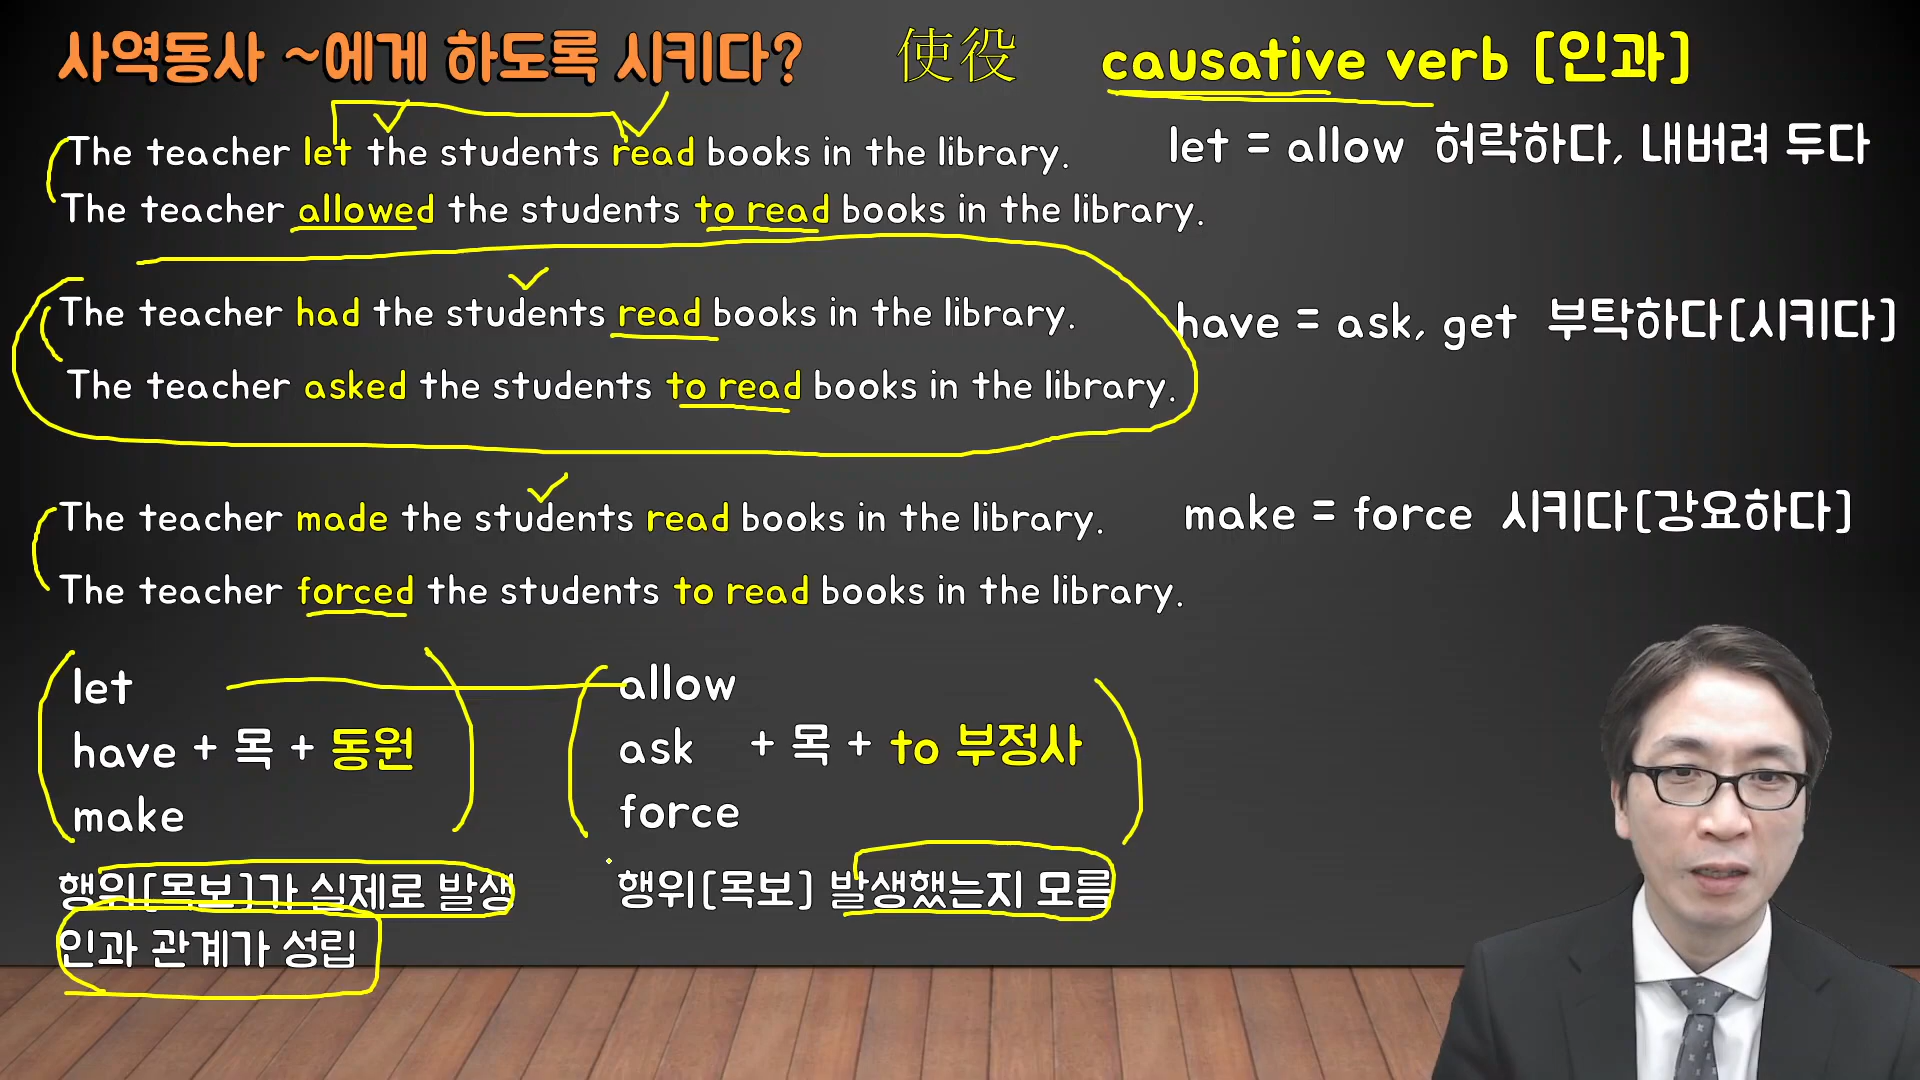 사역동사 ~에게 하도록 시키다? 使役 causative verb [인과]
The teacher let the students read books in the library. let = allow 허락하다, 내버려 두다
The teacher allowed the students to read books in the library.
The teacher had the students read books in the library. have = ask, get 부탁하다[시키다]
The teacher asked the students to read books in the library.
The teacher made the students read books in the library. make = force 시키다[강요하다]
The teacher forced the students to read books in the library.
let allow
have + 목 + 동원 ask + 목 + to 부정사
make force
행위[목보]가 실제로 발생 행위[목보] 발생했는지 모름
인과 관계가 성립